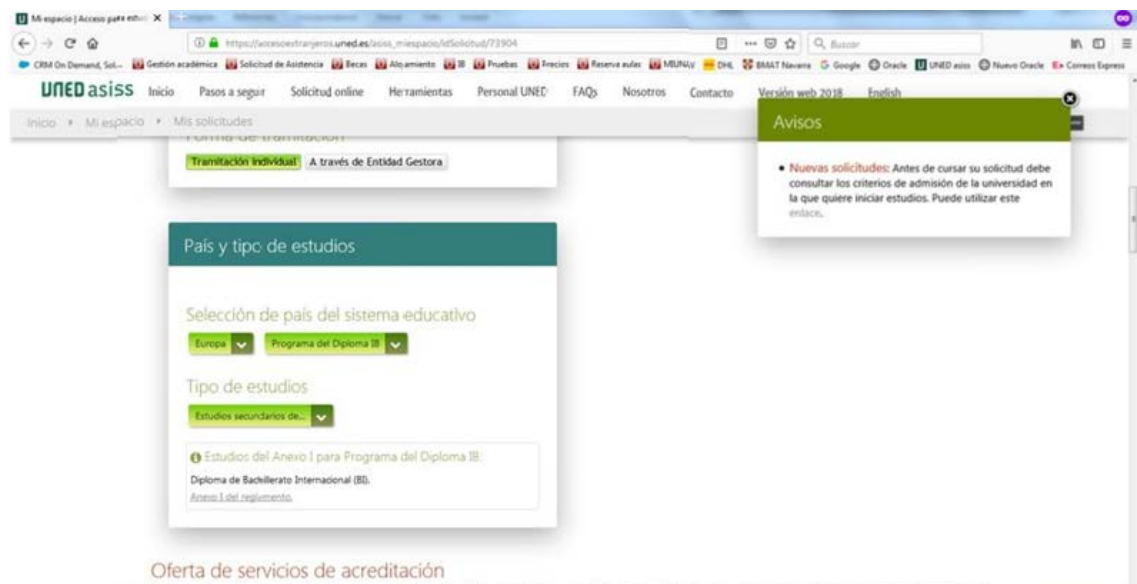 Mi espacio | Acceso para estudi X
https://accesoextranjeros.uned.es/asiss_miespacio/idSolicitud/73904
Buscar
CRM On Demand, Sol... Gestión académica Solicitud de Asistencia Becas Alojamiento IB Pruebas Precios Reserva aulas MIUNAV DHL BMAT Navarra Google Oracle UNED asiss Nuevo Oracle Correos Express
UNED asiss Inicio Pasos a seguir Solicitud online Herramientas Personal UNED FAQs Nosotros Contacto Versión web 2018 English
Inicio Mi espacio Mis solicitudes
Forma de tramitación
Tramitación individual A través de Entidad Gestora
Avisos
Nuevas solicitudes: Antes de cursar su solicitud debe
consultar los criterios de admisión de la universidad en
la que quiere iniciar estudios. Puede utilizar este
enlace.
País y tipo de estudios
Selección de país del sistema educativo
Europa Programa del Diploma IB
Tipo de estudios
Estudios secundarios de...
Estudios del Anexo I para Programa del Diploma IB:
Diploma de Bachillerato Internacional (BI).
Anexo I del reglamento.
Oferta de servicios de acreditación